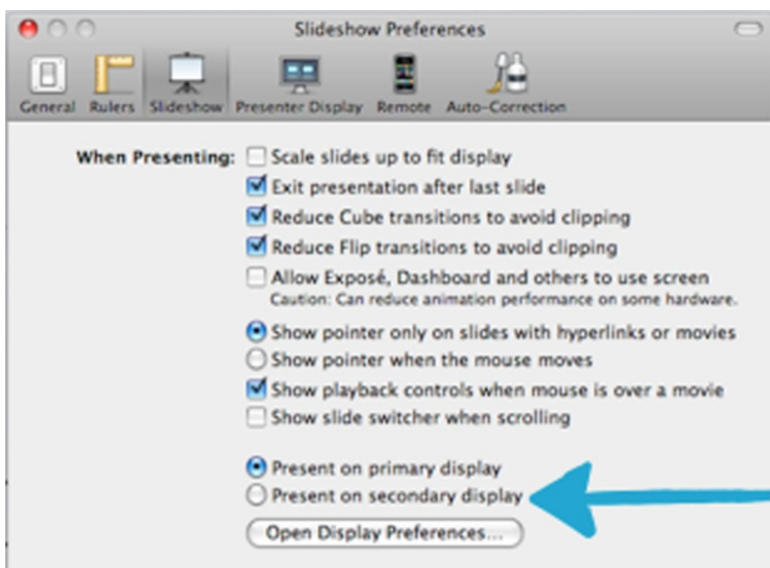 Slideshow Preferences
General Rulers Slideshow Presenter Display Remote Auto-Correction
When Presenting: Scale slides up to fit display
Exit presentation after last slide
Reduce Cube transitions to avoid clipping
Reduce Flip transitions to avoid clipping
Allow Exposé, Dashboard and others to use screen
Caution: Can reduce animation performance on some hardware.
Show pointer only on slides with hyperlinks or movies
Show pointer when the mouse moves
Show playback controls when mouse is over a movie
Show slide switcher when scrolling
Present on primary display
Present on secondary display
Open Display Preferences...